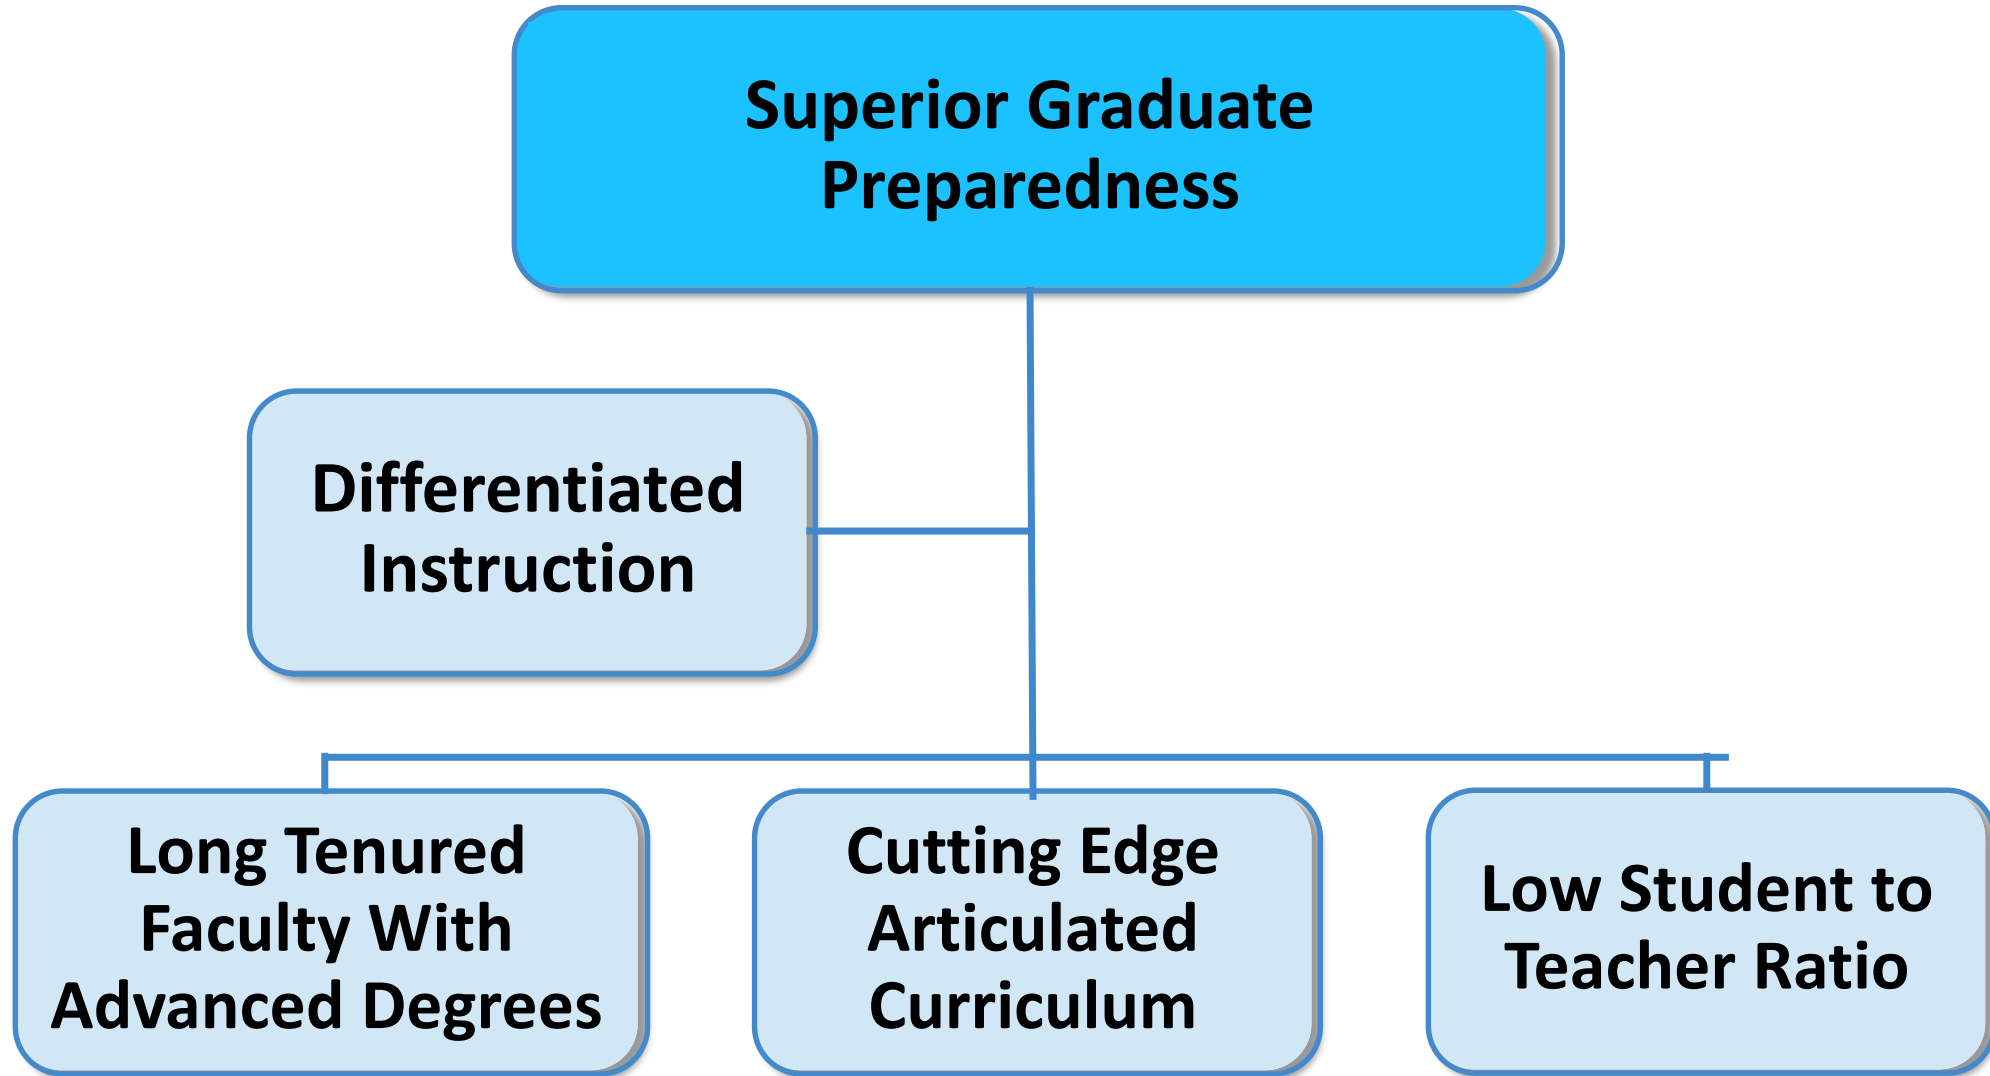 Superior Graduate
Preparedness
Differentiated
Instruction
Long Tenured
Faculty With
Advanced Degrees
Cutting Edge
Articulated
Curriculum
Low Student to
Teacher Ratio